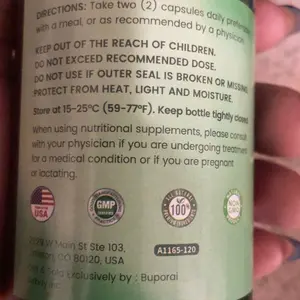 DIRECTIONS: Take two (2) capsules daily
with a meal, or as recommended by a
KEEP OUT OF THE REACH OF CHILDREN.
DO NOT EXCEED RECOMMENDED DOSE.
DO NOT USE IF OUTER SEAL IS BROKEN OR MISSING
PROTECT FROM HEAT, LIGHT AND MOISTURE.
Store at 15-25°C (59-77°F). Keep bottle tightly closed
When using nutritional supplements, please consult
with your physician if you are undergoing treatment
for a medical condition or if you are pregnant
or lactating.
USA
GMP
100%
W Main St Ste 103,
CO 80120, USA
A1165-120
Exclusively by : Buporai